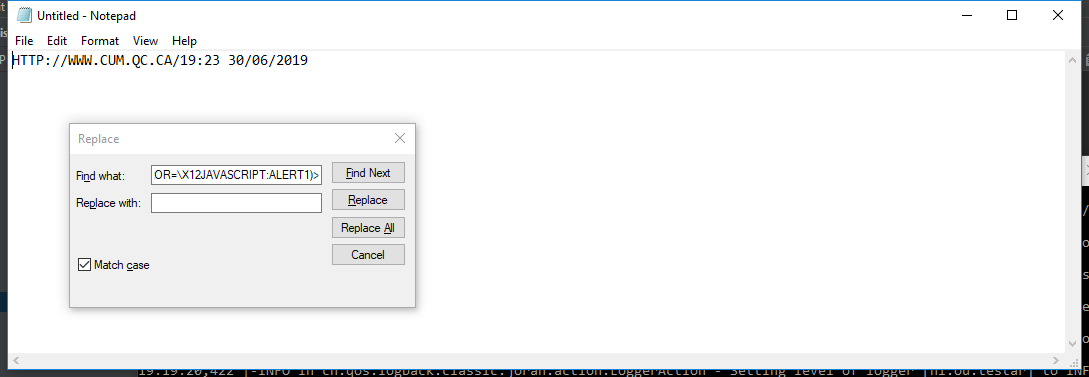 Untitled - Notepad
File Edit Format View Help
HTTP://WWW.CUM.QC.CA/19:23 30/06/2019
Replace
Find what: OR=\X12JAVASCRIPT:ALERT1)> Find Next
Replace with: Replace
Replace All
Cancel
Match case
19:19:20,422 |-INFO in ch.qos.logback.classic.joran.action.LoggerAction - Setting level of logger [nl.ou.testar] to INF